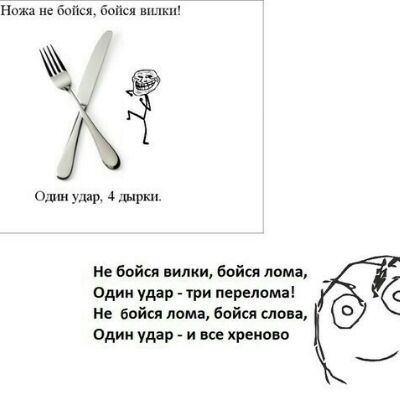 Ножа не бойся, бойся вилки!
Один удар, 4 дырки.
Не бойся вилки, бойся лома,
Один удар - три перелома!
Не бойся лома, бойся слова,
Один удар - и все хреново